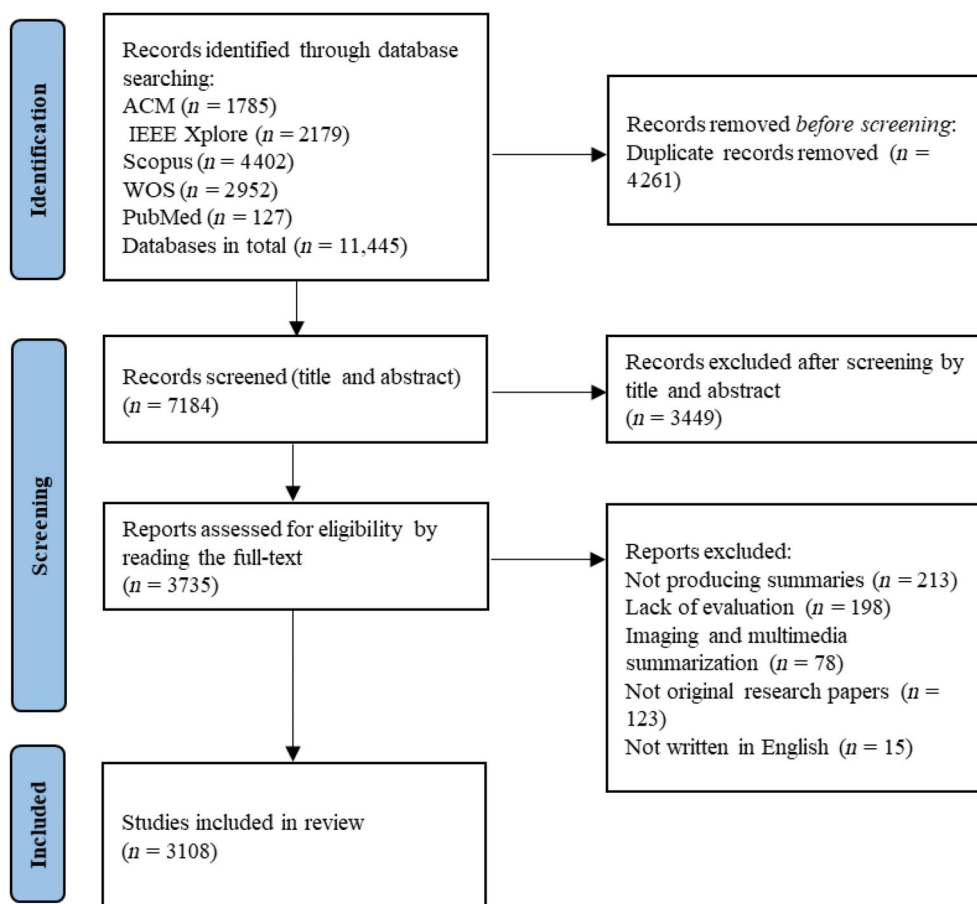 Identification
Records identified through database
searching:
ACM (n = 1785)
IEEE Xplore (n = 2179)
Scopus (n = 4402)
WOS (n = 2952)
PubMed (n = 127)
Databases in total (n = 11,445)
Records removed before screening:
Duplicate records removed (n =
4261)
Screening
Records screened (title and abstract)
(n = 7184)
Records excluded after screening by
title and abstract
(n = 3449)
Reports assessed for eligibility by
reading the full-text
(n = 3735)
Reports excluded:
Not producing summaries (n = 213)
Lack of evaluation (n = 198)
Imaging and multimedia
summarization (n = 78)
Not original research papers (n =
123)
Not written in English (n = 15)
Included
Studies included in review
(n = 3108)